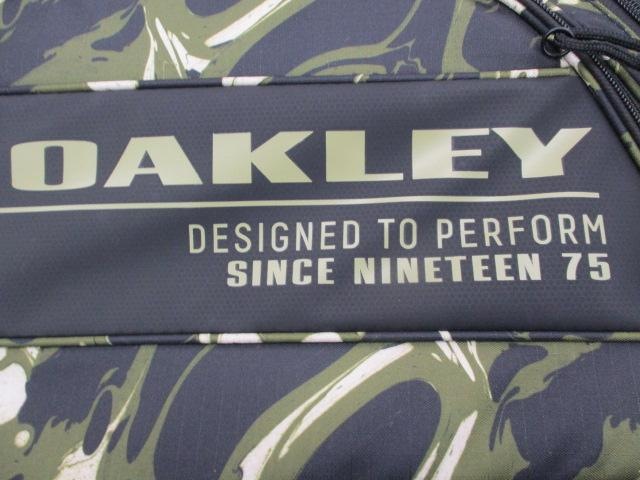 OAKLEY
DESIGNED TO PERFORM
SINCE NINETEEN 75